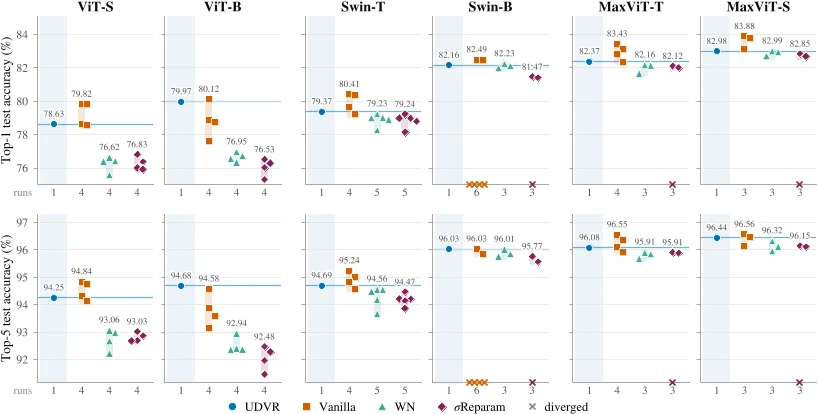 ViT-S ViT-B Swin-T Swin-B MaxViT-T MaxViT-S
Top-1 test accuracy (%)
84
82
80
78
76
78.63 79.82 76.62 76.83
79.97 80.12 76.95 76.53
79.37 80.41 79.23 79.24
82.16 82.49 82.23 81.47
82.37 83.43 82.16 82.12
82.98 83.88 82.99 82.85
runs 1 4 4 4 1 4 4 4 1 4 5 5 1 6 3 3 1 4 3 3 1 3 3 3
Top-5 test accuracy (%)
97
96
95
94
93
92
94.25 94.84 93.06 93.03
94.68 94.58 92.94 92.48
94.69 95.24 94.56 94.47
96.03 96.03 96.01 95.77
96.08 96.55 95.91 95.91
96.44 96.56 96.32 96.15
runs 1 4 4 4 1 4 4 4 1 4 5 5 1 6 3 3 1 4 3 3 1 3 3 3
UDVR Vanilla WN σReparam diverged